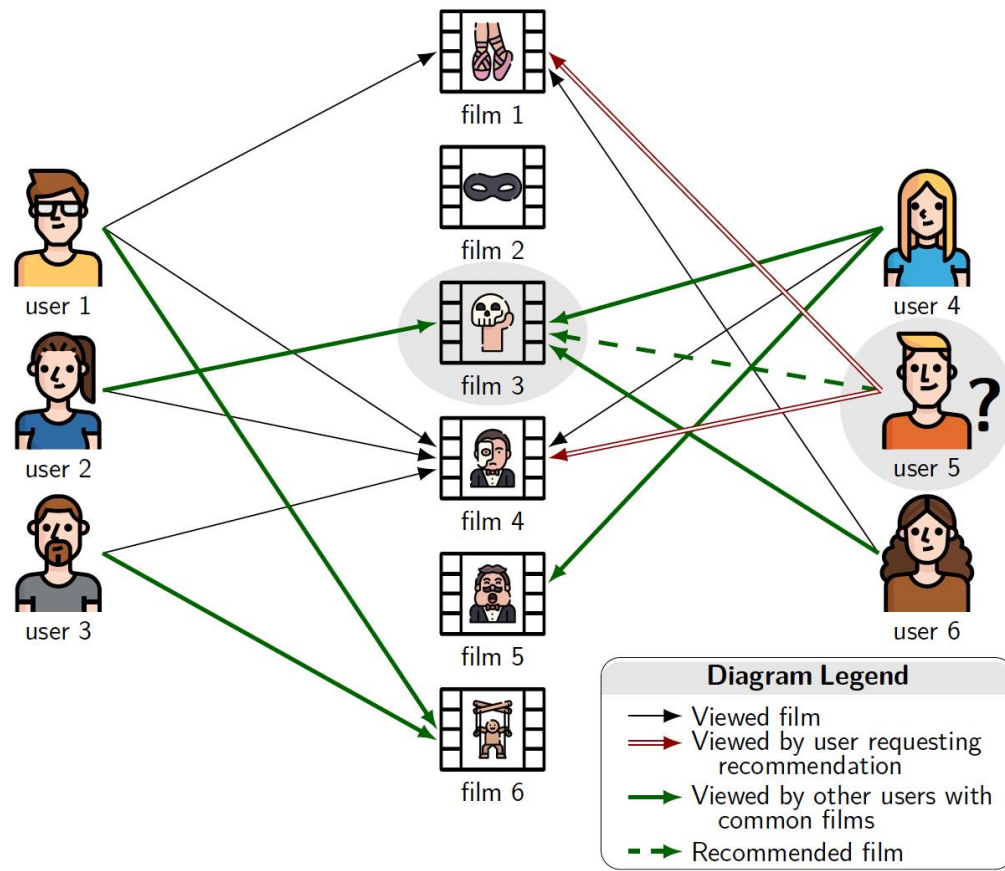 film 1
film 2
user 1
user 4
film 3
?
user 2
user 5
film 4
user 3
user 6
film 5
film 6
Diagram Legend
Viewed film
Viewed by user requesting
recommendation
Viewed by other users with
common films
Recommended film